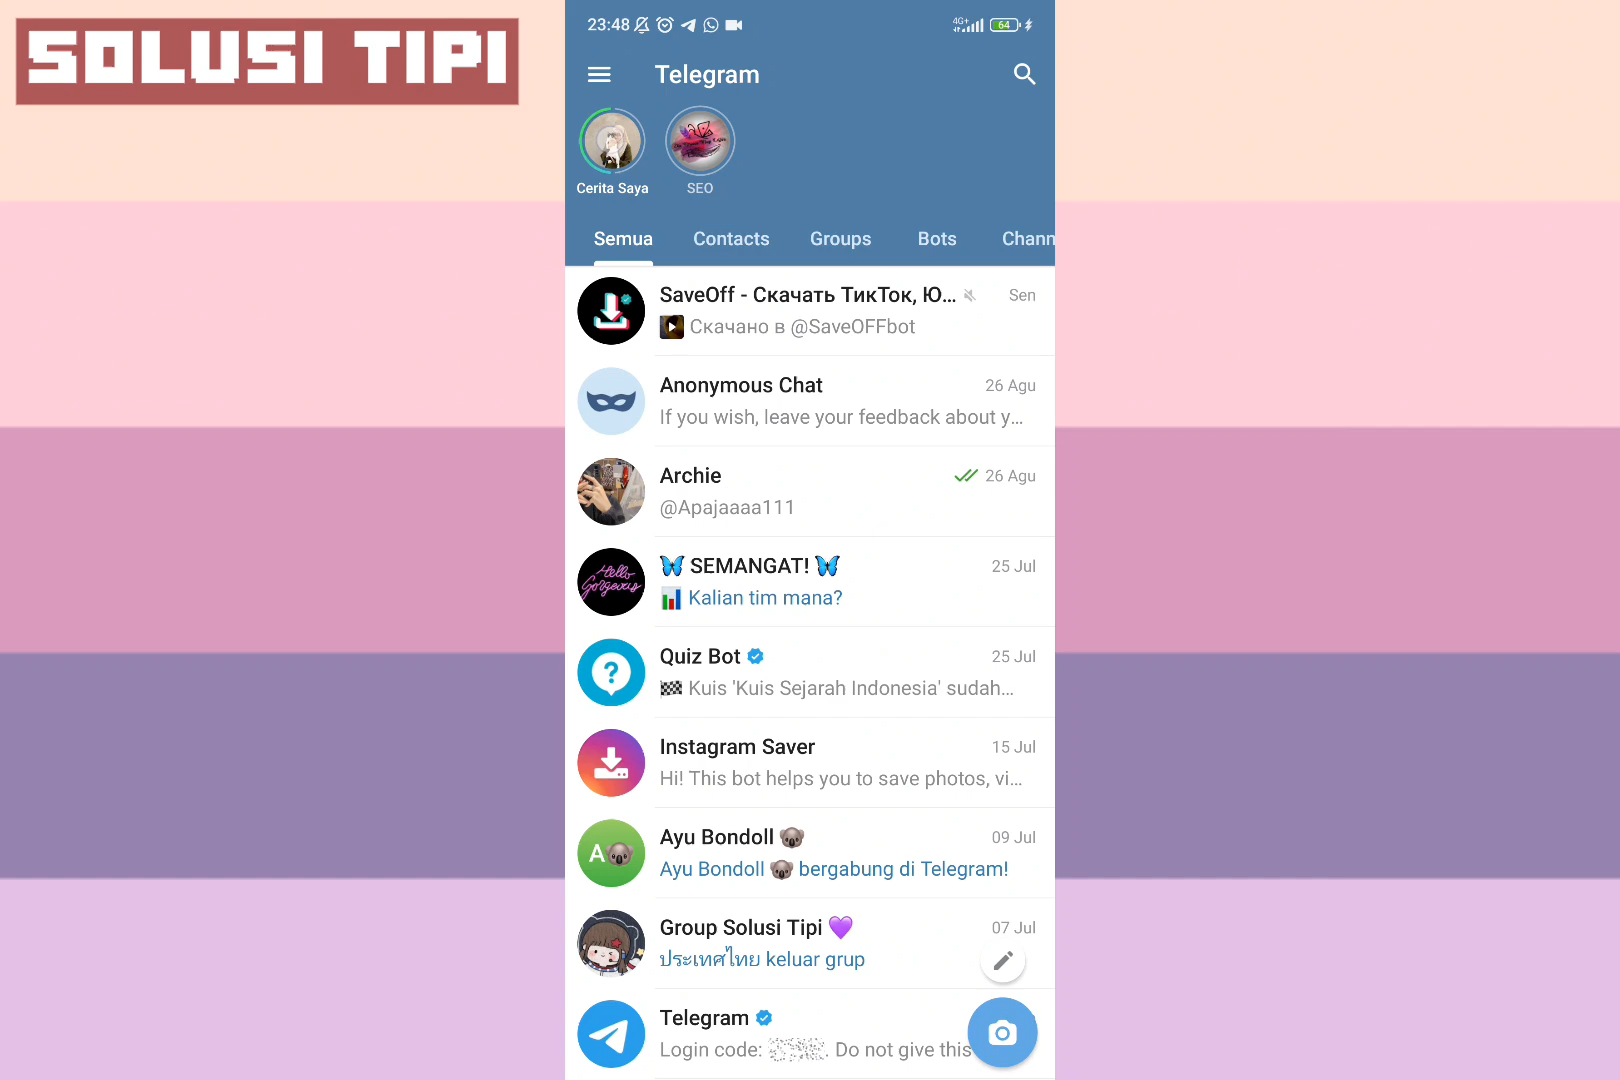 SOLUSI TIPI
23:48
4G+
64
Telegram
Cerita Saya
SEO
Semua
Contacts
Groups
Bots
Chann
SaveOff - Скачать ТикТок, Ю...
Sen
Скачано в @SaveOFFbot
Anonymous Chat
26 Agu
If you wish, leave your feedback about y...
Archie
26 Agu
@Apajaaaa111
🦋 SEMANGAT! 🦋
25 Jul
📊 Kalian tim mana?
Quiz Bot
25 Jul
🏁 Kuis 'Kuis Sejarah Indonesia' sudah...
Instagram Saver
15 Jul
Hi! This bot helps you to save photos, vi...
Ayu Bondoll 🐨
09 Jul
A🐨
Ayu Bondoll 🐨 bergabung di Telegram!
Group Solusi Tipi 💜
07 Jul
ประเทศไทย keluar grup
Telegram
Login code: . Do not give this
Hello
Gorgeous